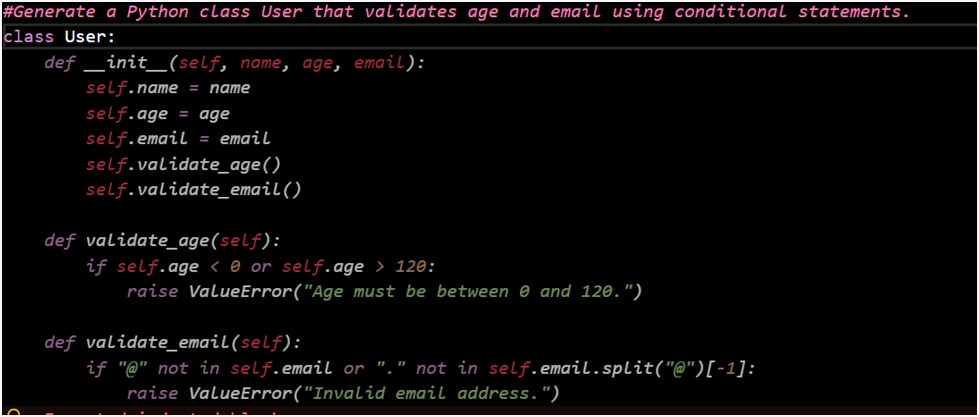 #Generate a Python class User that validates age and email using conditional statements.
class User:
    def __init__(self, name, age, email):
        self.name = name
        self.age = age
        self.email = email
        self.validate_age()
        self.validate_email()
    def validate_age(self):
        if self.age < 0 or self.age > 120:
            raise ValueError("Age must be between 0 and 120.")
    def validate_email(self):
        if "@" not in self.email or "." not in self.email.split("@")[-1]:
            raise ValueError("Invalid email address.")